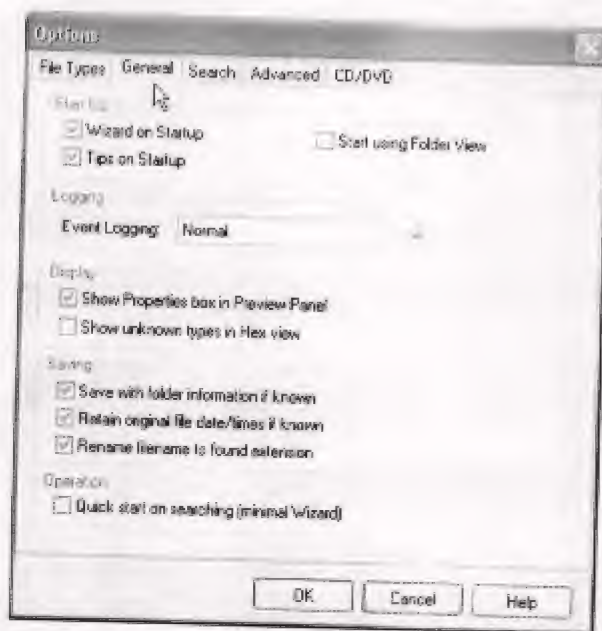 Options
File Types General Search Advanced CD/DVD
Startup
Wizard on Startup
Start using Folder View
Tips on Startup
Logging
Event Logging: Normal
Display
Show Properties box in Preview Panel
Show unknown types in Hex view
Saving
Save with folder information if known
Retain original file date/times if known
Rename filename to found extension
Operation
Quick start on searching (minimal Wizard)
OK Cancel Help